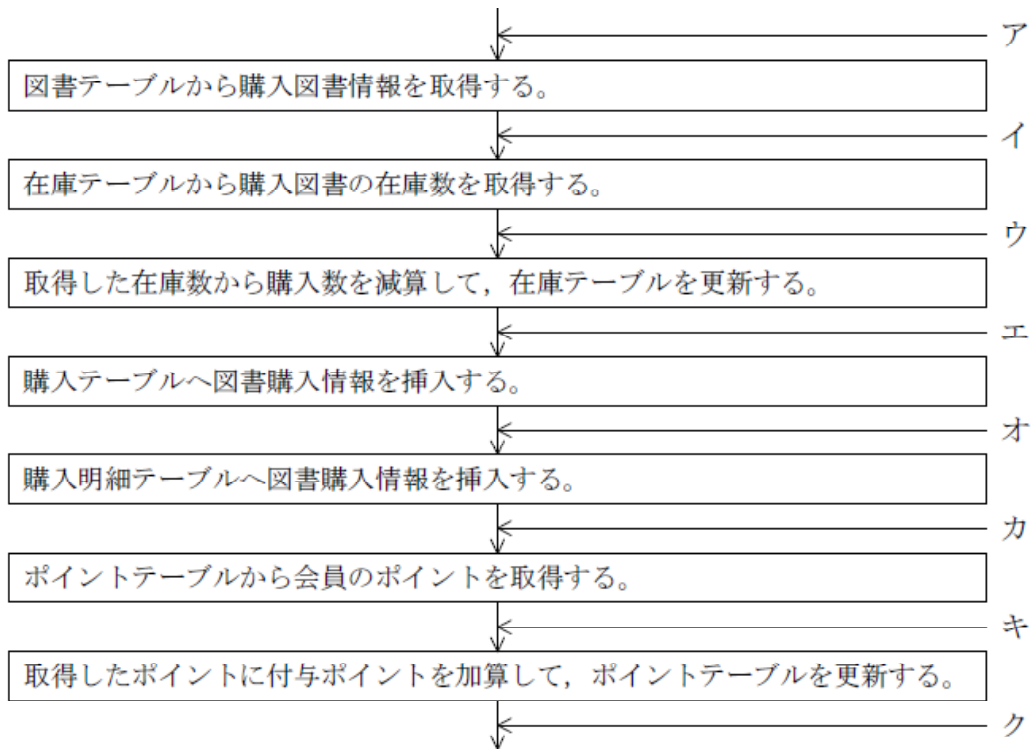 ア
図書テーブルから購入図書情報を取得する。
イ
在庫テーブルから購入図書の在庫数を取得する。
ウ
取得した在庫数から購入数を減算して，在庫テーブルを更新する。
エ
購入テーブルへ図書購入情報を挿入する。
オ
購入明細テーブルへ図書購入情報を挿入する。
カ
ポイントテーブルから会員のポイントを取得する。
キ
取得したポイントに付与ポイントを加算して，ポイントテーブルを更新する。
ク